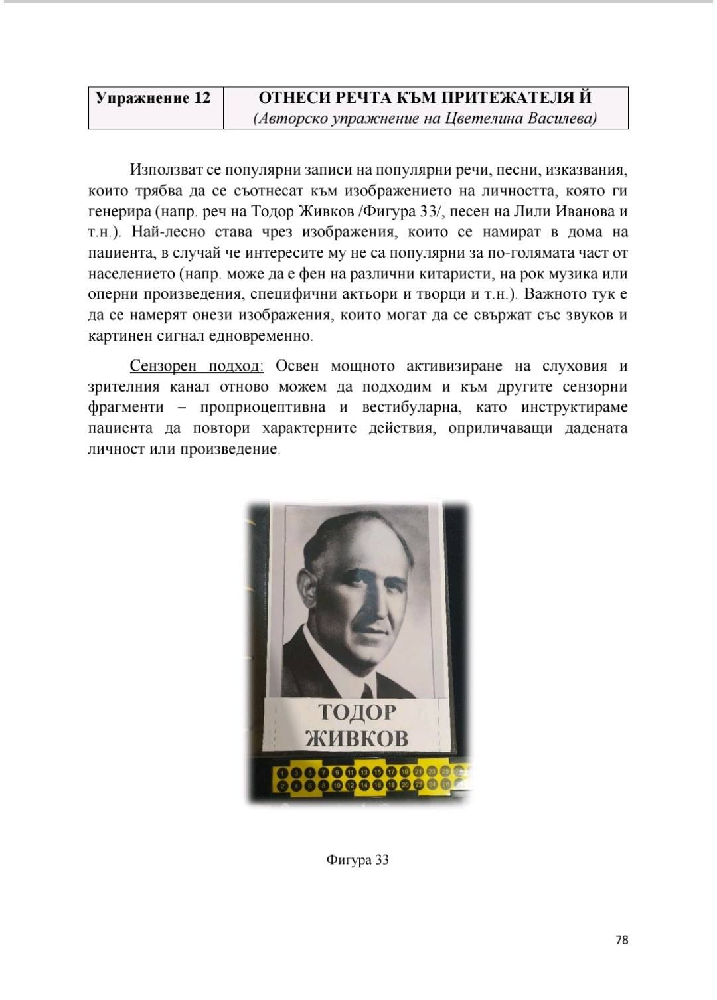 Упражнение 12
ОТНЕСИ РЕЧТА КЪМ ПРИТЕЖАТЕЛЯ Й
(Авторско упражнение на Цветелина Василева)
Използват се популярни записи на популярни речи, песни, изказвания,
които трябва да се съотнесат към изображението на личността, която ги
генерира (напр. реч на Тодор Живков /Фигура 33/, песен на Лили Иванова и
т.н.). Най-лесно става чрез изображения, които се намират в дома на
пациента, в случай че интересите му не са популярни за по-голямата част от
населението (напр. може да е фен на различни китаристи, на рок музика или
оперни произведения, специфични актьори и творци и т.н.). Важното тук е
да се намерят онези изображения, които могат да се свържат със звуков и
картинен сигнал едновременно.
Сензорен подход: Освен мощното активизиране на слуховия и
зрителния канал отново можем да подходим и към другите сензорни
фрагменти – проприоцептивна и вестибуларна, като инструктираме
пациента да повтори характерните действия, оприличаващи дадената
личност или произведение.
ТОДОР
ЖИВКОВ
1 3 5 7 9 11 13 15 17 19 21 23 25
2 4 6 8 10 12 14 16 18 20 22 24 26
Фигура 33
78